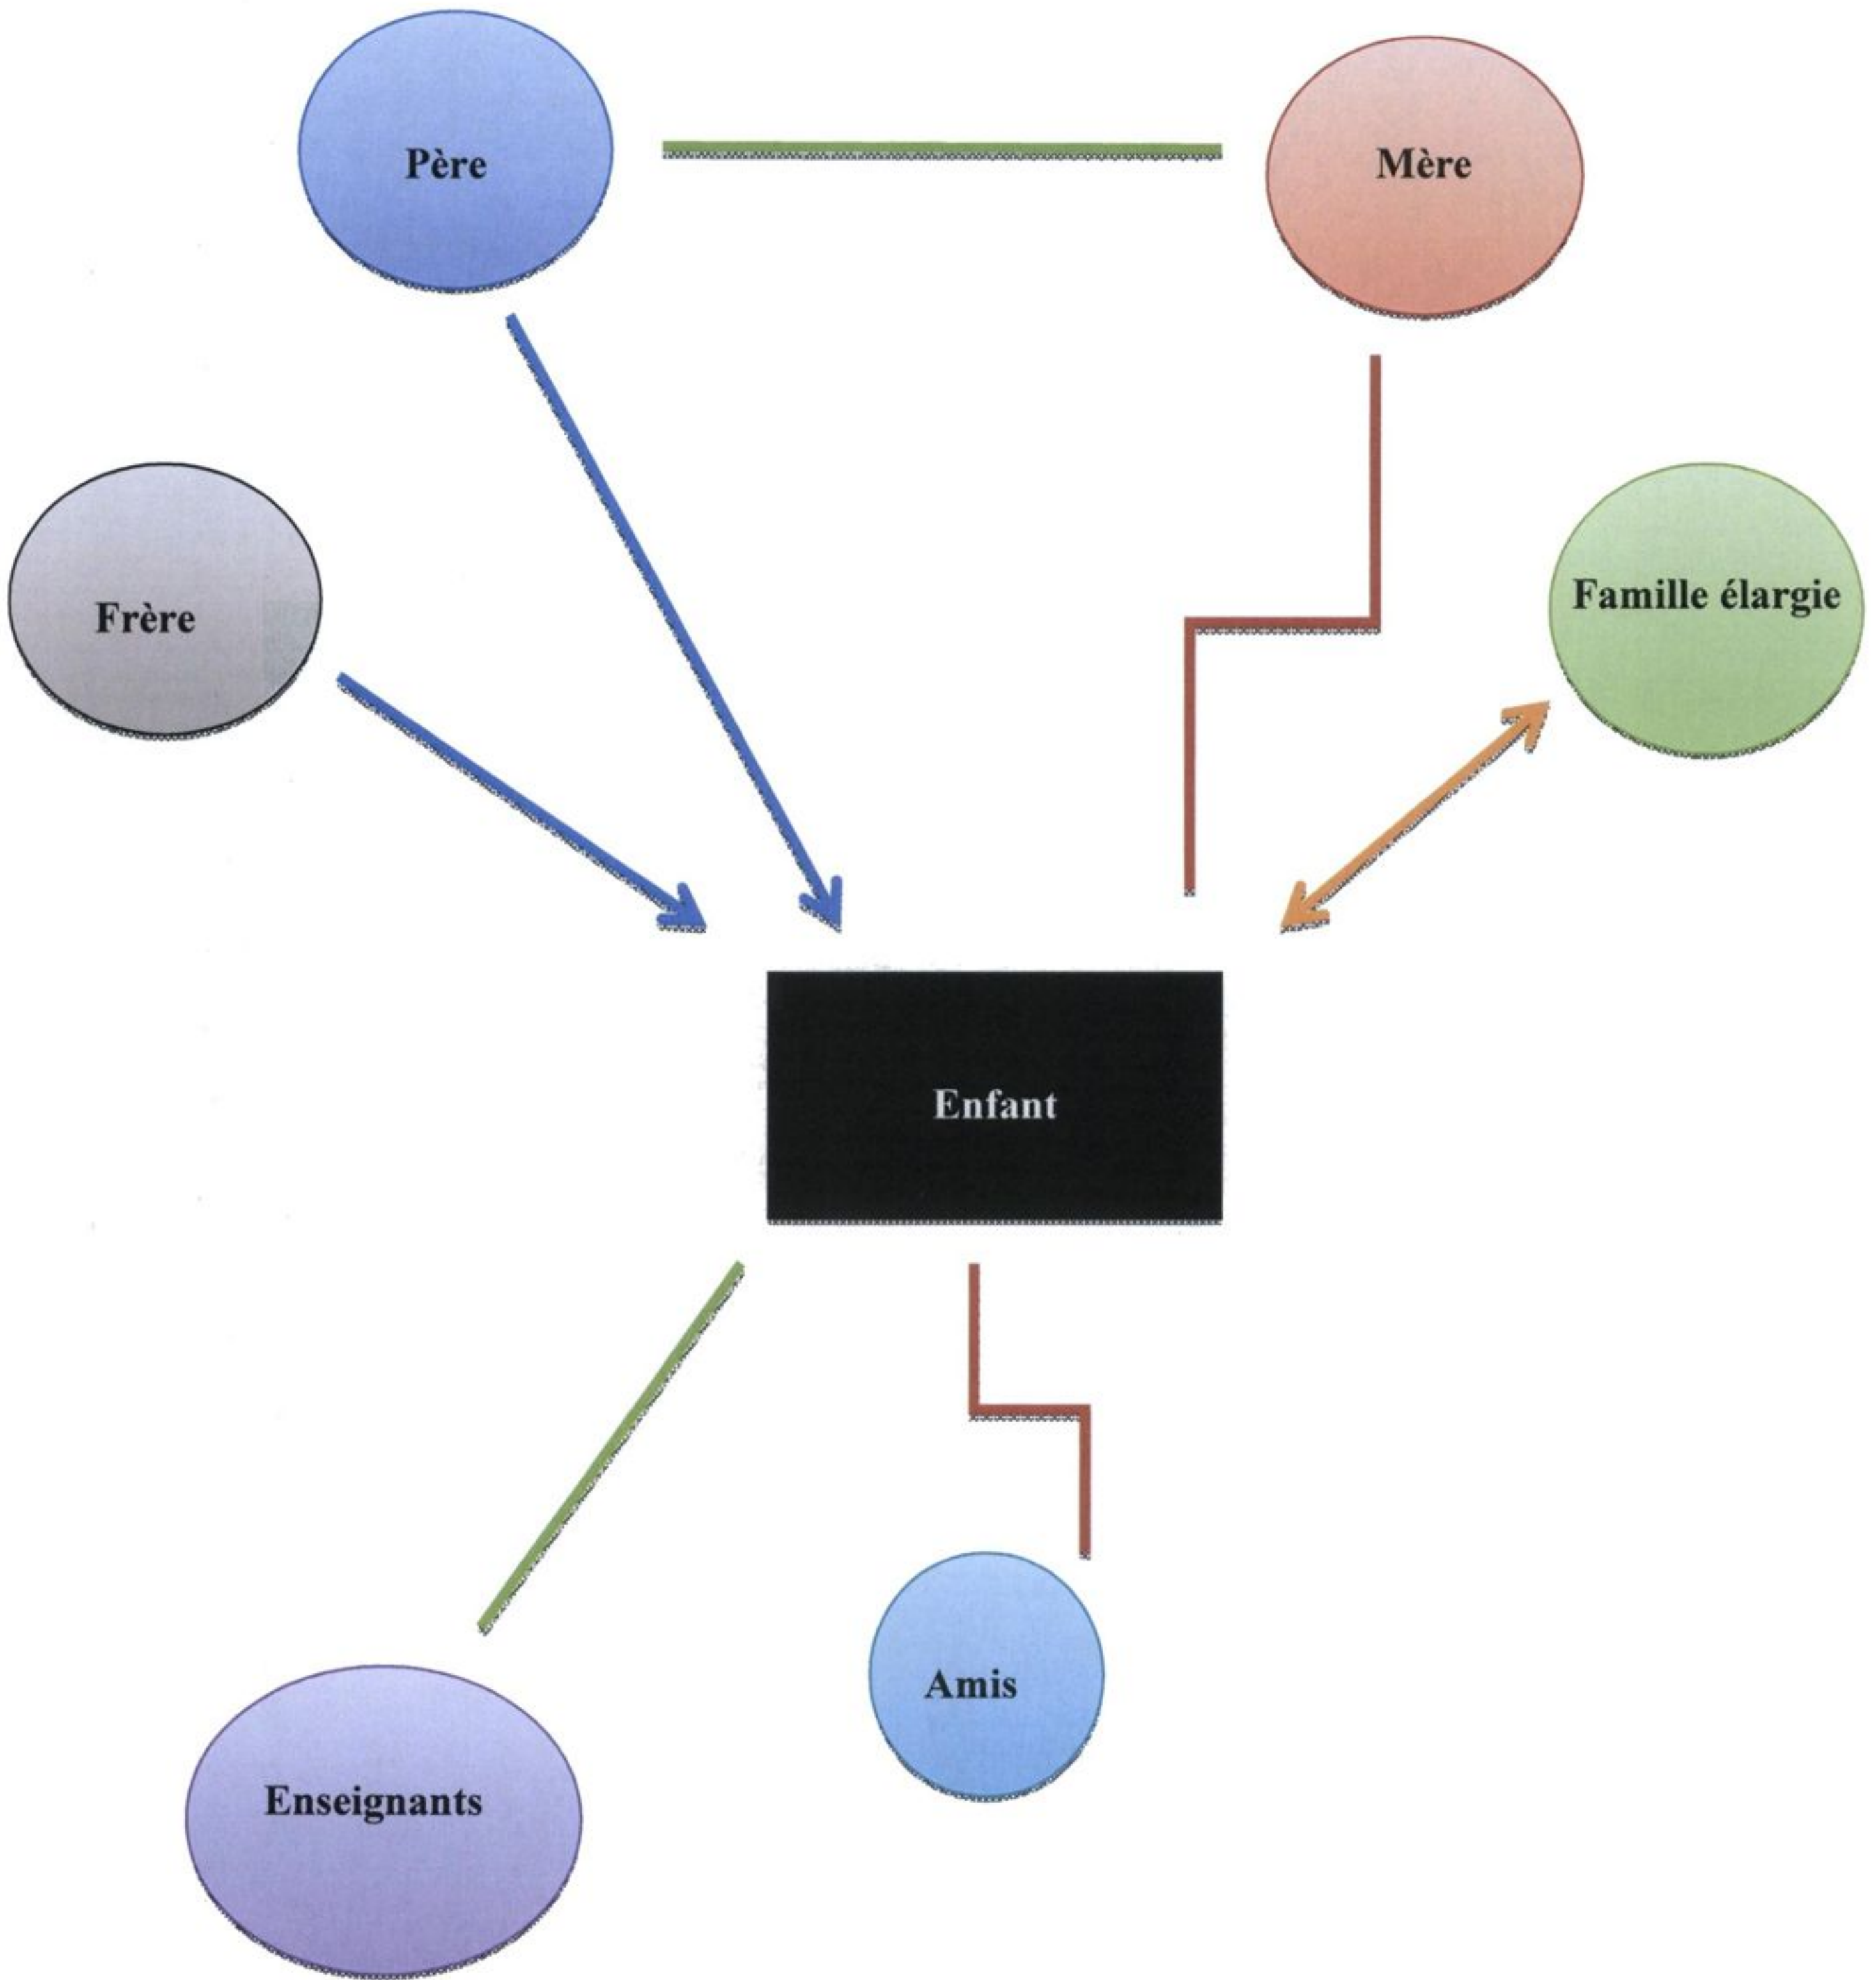 Père
Mère
Frère
Famille élargie
Enfant
Amis
Enseignants